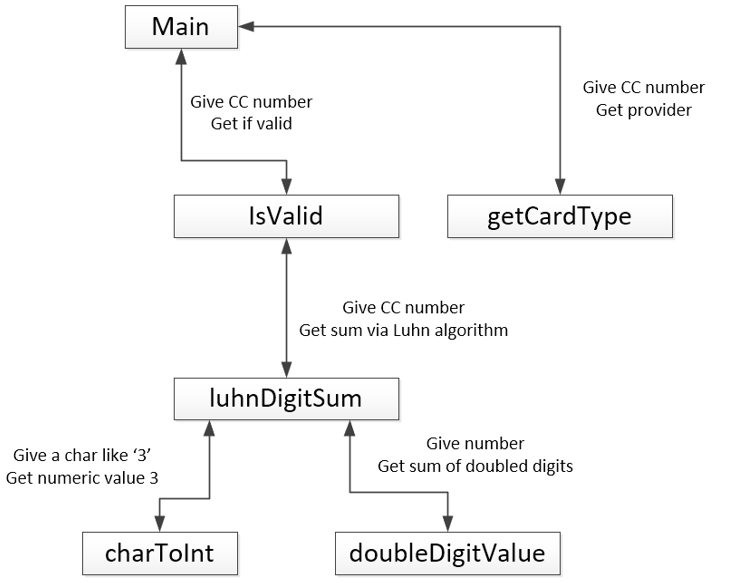 Main
Give CC number
Get provider
Give CC number
Get if valid
IsValid
getCardType
Give CC number
Get sum via Luhn algorithm
luhnDigitSum
Give a char like ‘3’
Get numeric value 3
Give number
Get sum of doubled digits
charToInt
doubleDigitValue